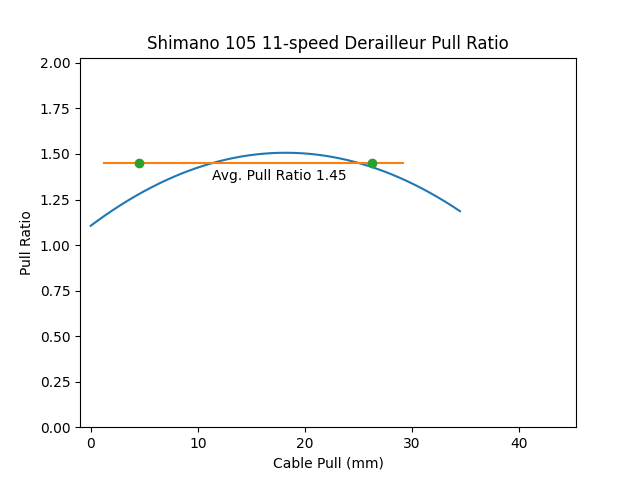 Shimano 105 11-speed Derailleur Pull Ratio
2.00
1.75
1.50
1.25
1.00
0.75
0.50
0.25
0.00
Pull Ratio
Avg. Pull Ratio 1.45
0 10 20 30 40
Cable Pull (mm)